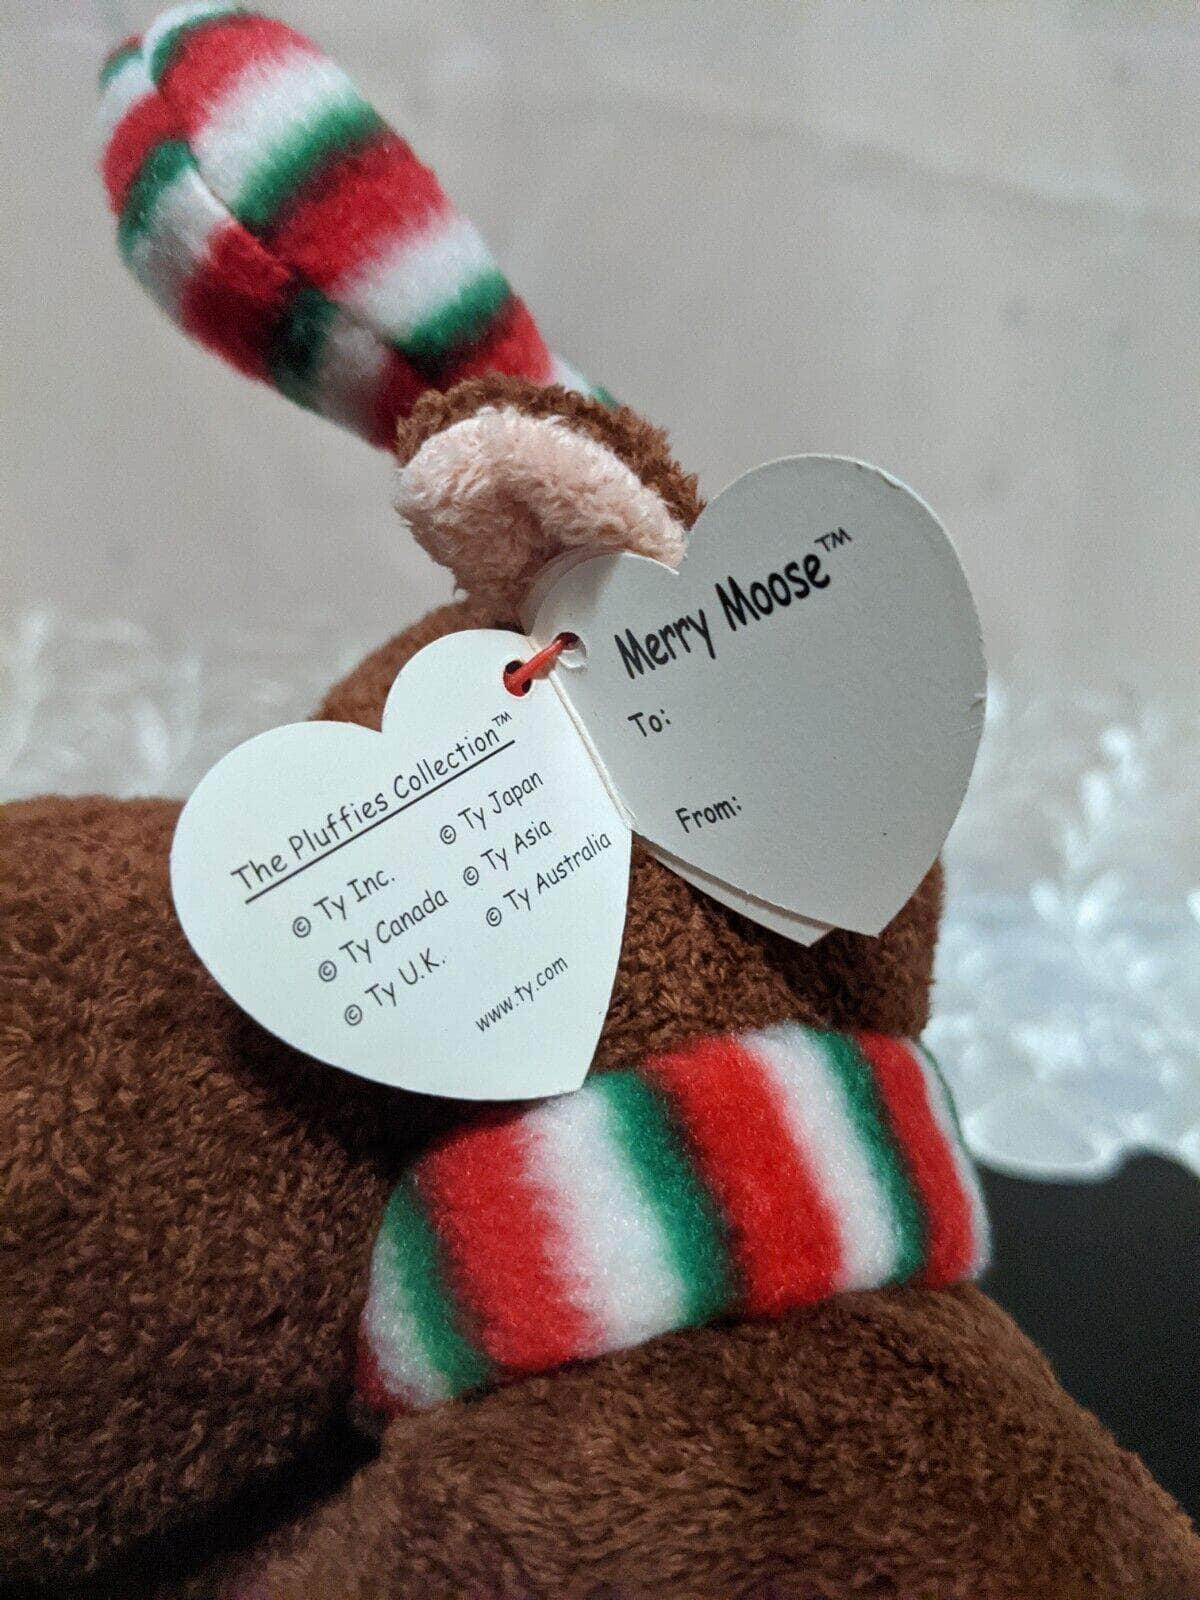 The Pluffies Collection™
© Ty Inc.
© Ty Canada
© Ty U.K.
© Ty Japan
© Ty Asia
© Ty Australia
www.ty.com
Merry Moose™
To:
From: